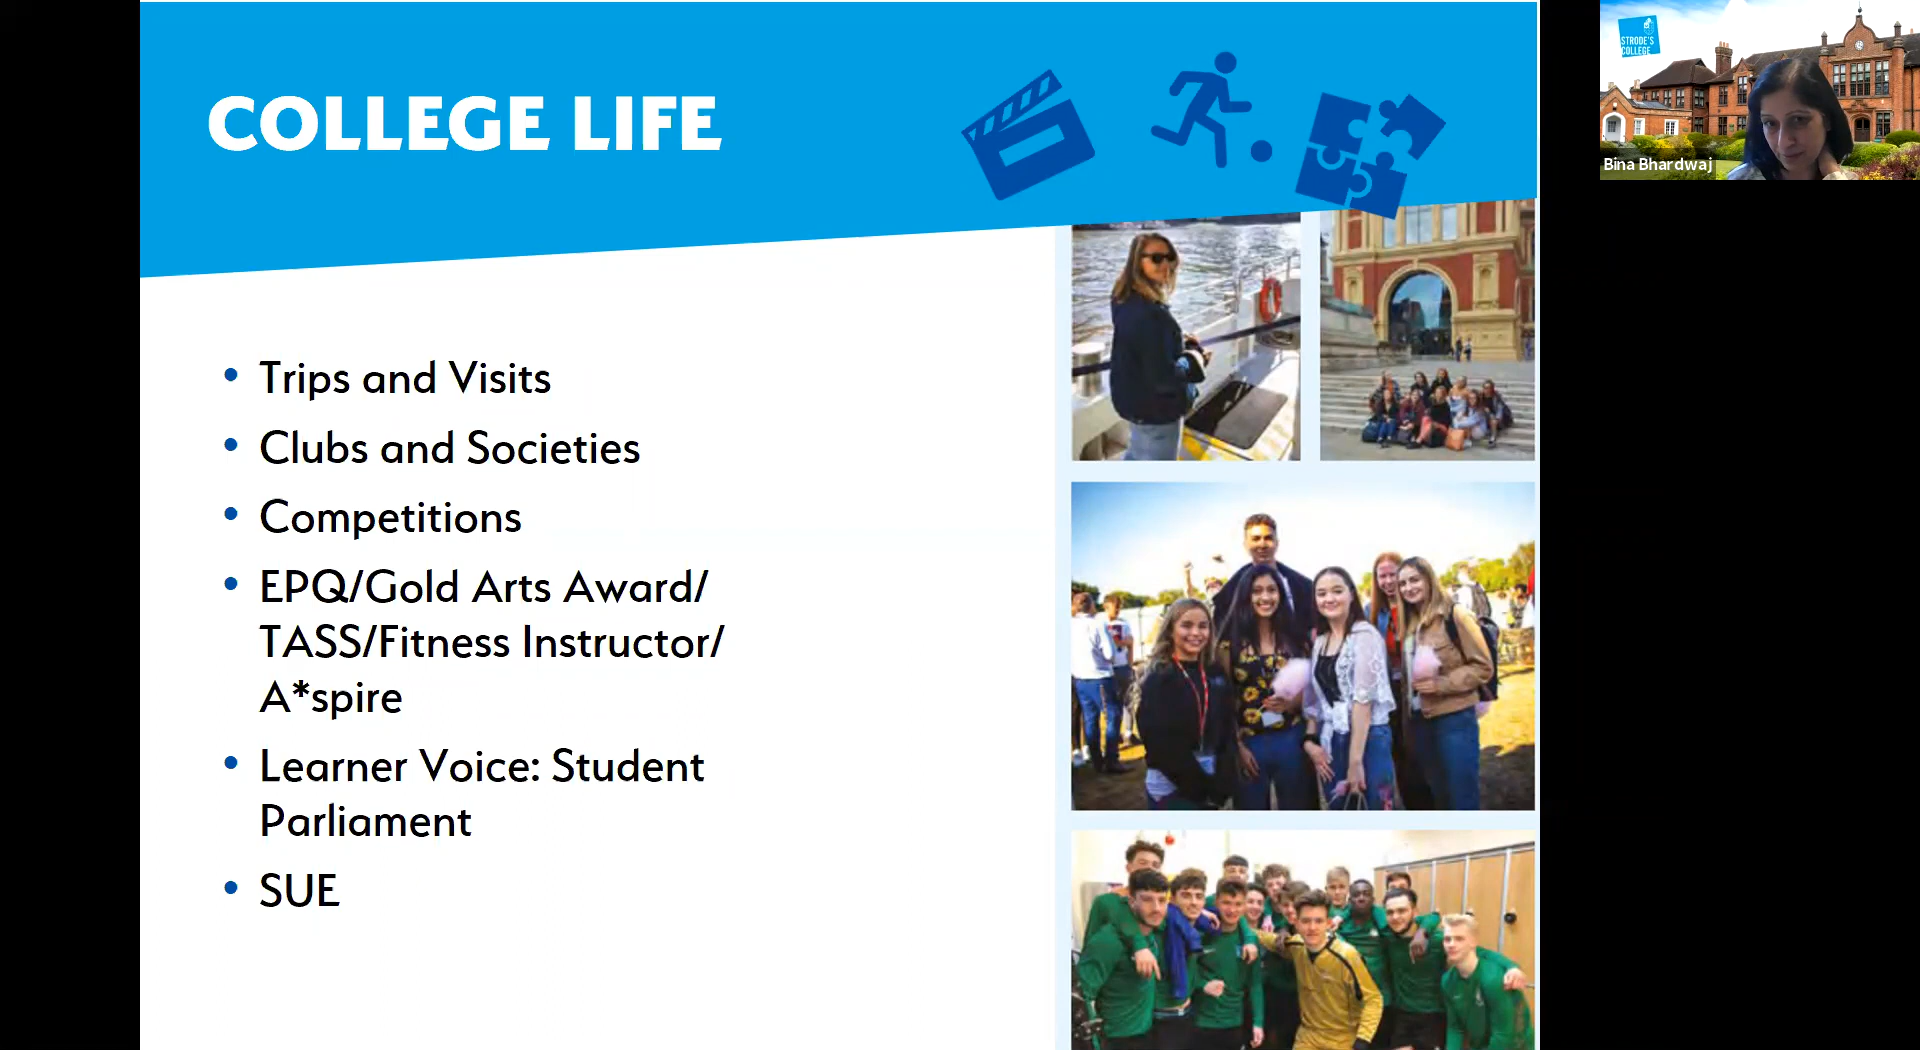 COLLEGE LIFE
• Trips and Visits
• Clubs and Societies
• Competitions
• EPQ/Gold Arts Award/
TASS/Fitness Instructor/
A*spire
• Learner Voice: Student
Parliament
• SUE
STRODE'S
COLLEGE
Bina Bhardwaj